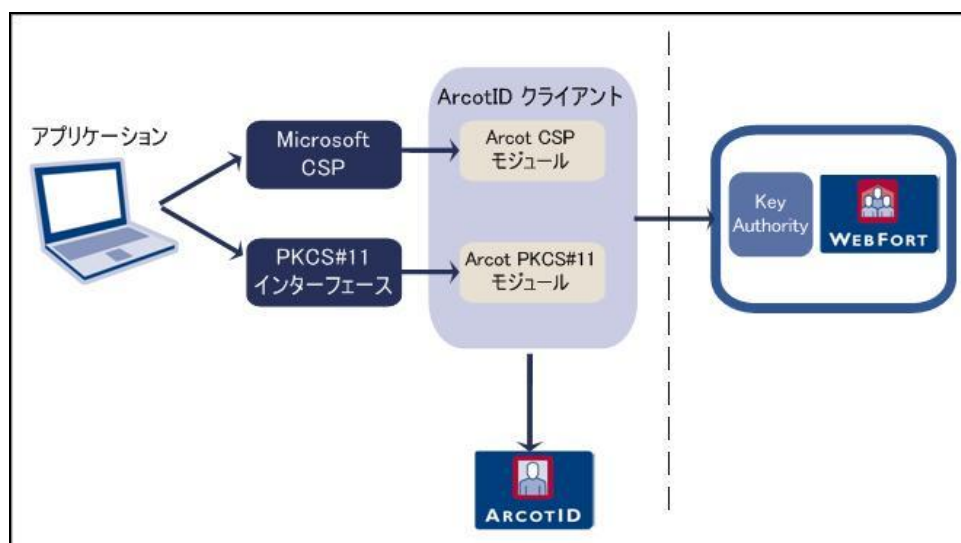 ArcotID クライアント
アプリケーション
Microsoft
CSP
Arcot CSP
モジュール
Key
Authority
WEBFORT
PKCS#11
インターフェース
Arcot PKCS#11
モジュール
ARCOTID